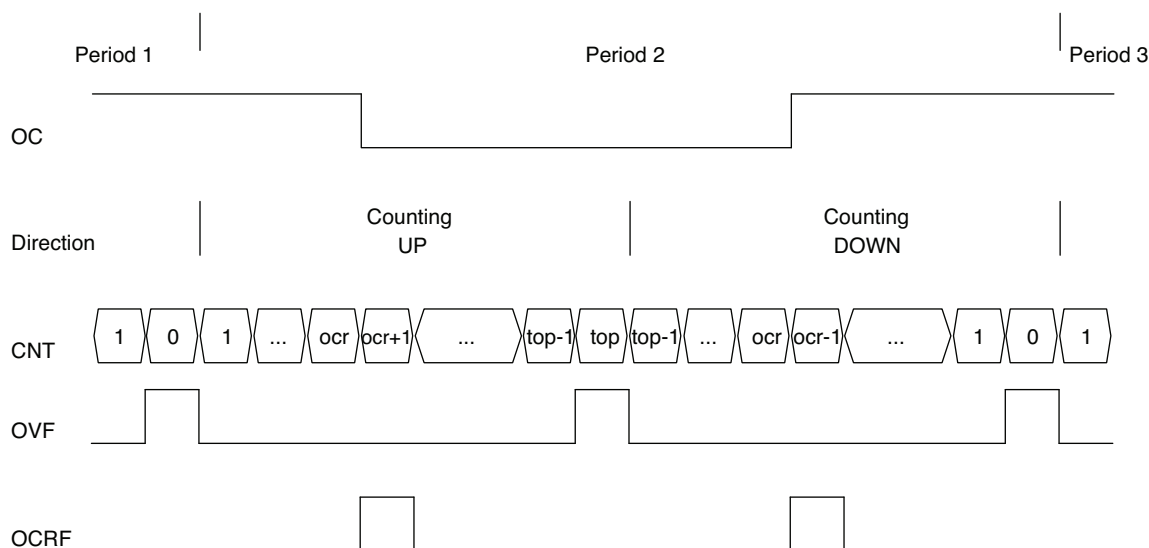 Period 1 Period 2 Period 3
OC
Counting Counting
Direction UP DOWN
CNT 1 0 1 ... ocr ocr+1 ... top-1 top top-1 ... ocr ocr-1 ... 1 0 1
OVF
OCRF